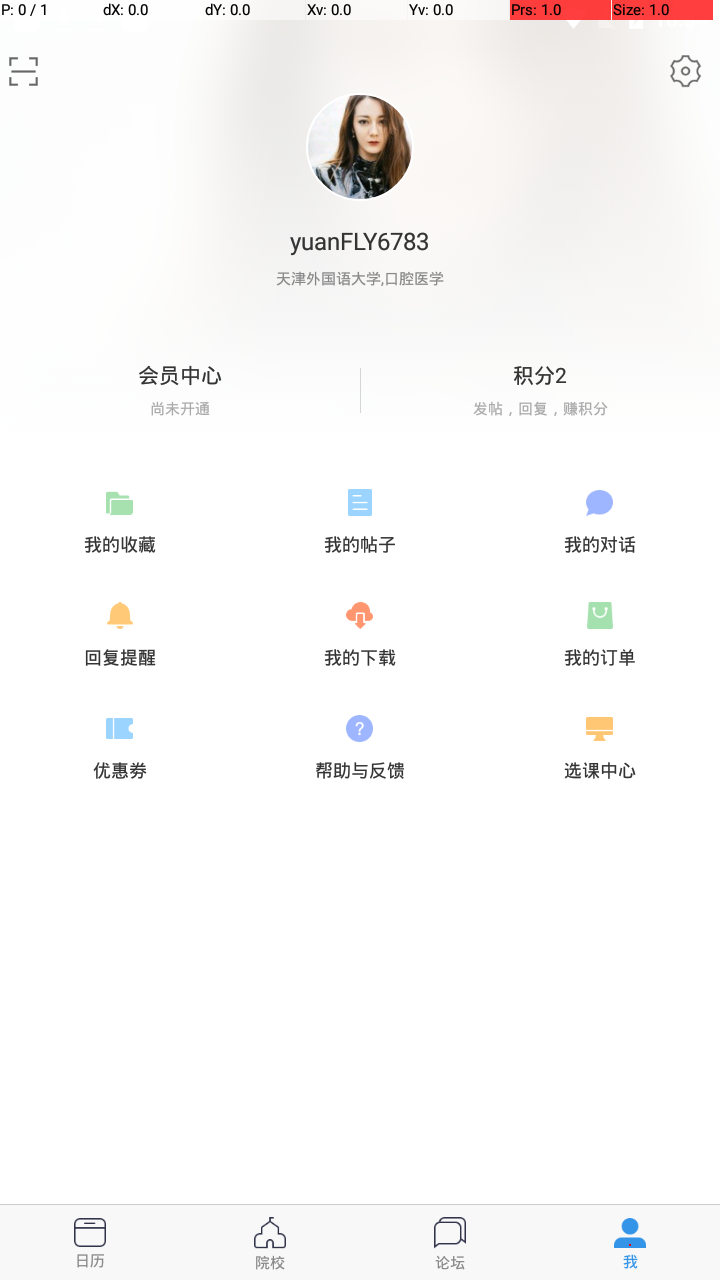 P: 0 / 1 dX: 0.0 dY: 0.0 Xv: 0.0 Yv: 0.0 Prs: 1.0 Size: 1.0
yuanFLY6783
天津外国语大学,口腔医学
会员中心 积分2
尚未开通 发帖，回复，赚积分
我的收藏 我的帖子 我的对话
回复提醒 我的下载 我的订单
优惠券 帮助与反馈 选课中心
日历 院校 论坛 我